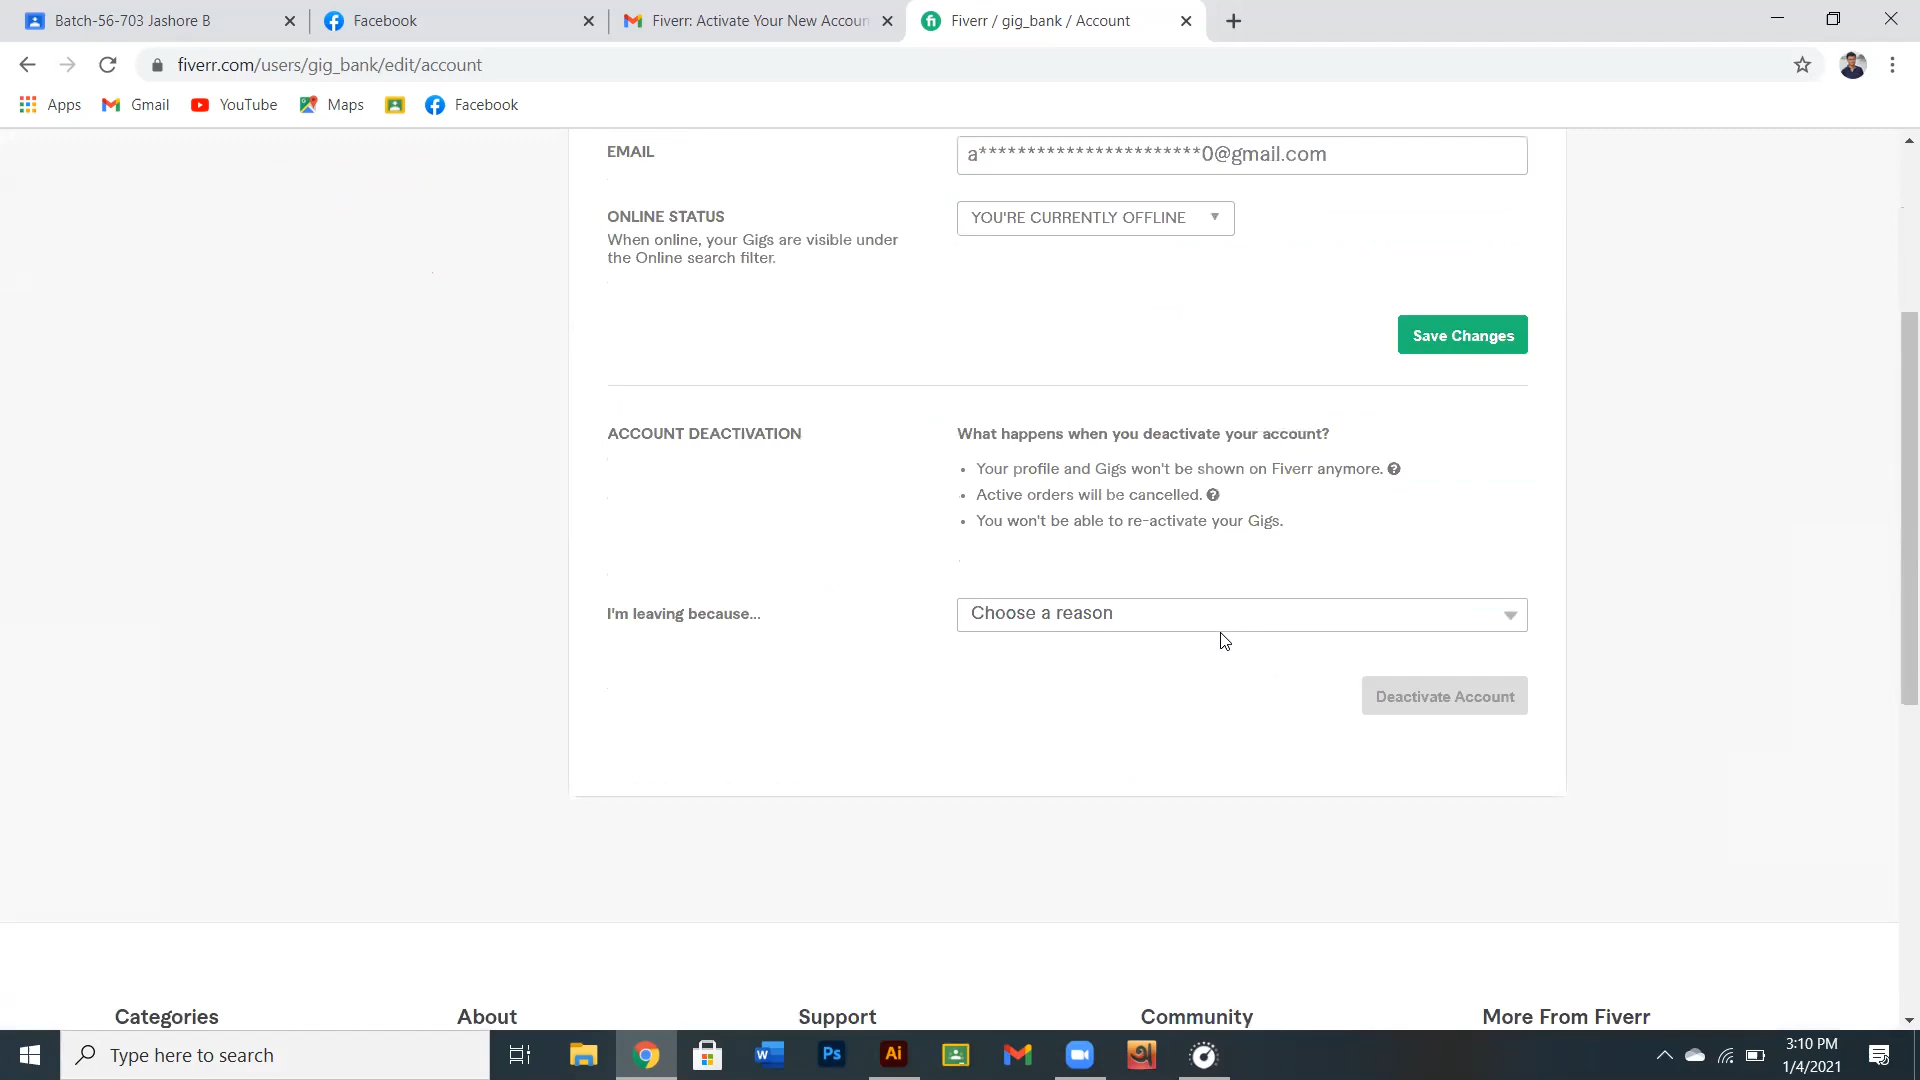 Batch-56-703 Jashore B
Facebook
Fiverr: Activate Your New Accoun
Fiverr / gig_bank / Account
fiverr.com/users/gig_bank/edit/account
Apps
Gmail
YouTube
Maps
Facebook
EMAIL
a***********************0@gmail.com
ONLINE STATUS
YOU'RE CURRENTLY OFFLINE
When online, your Gigs are visible under
the Online search filter.
Save Changes
ACCOUNT DEACTIVATION
What happens when you deactivate your account?
• Your profile and Gigs won't be shown on Fiverr anymore. ?
• Active orders will be cancelled. ?
• You won't be able to re-activate your Gigs.
I'm leaving because...
Choose a reason
Deactivate Account
Categories
About
Support
Community
More From Fiverr
Type here to search
W
Ps
Ai
অ
3:10 PM
1/4/2021